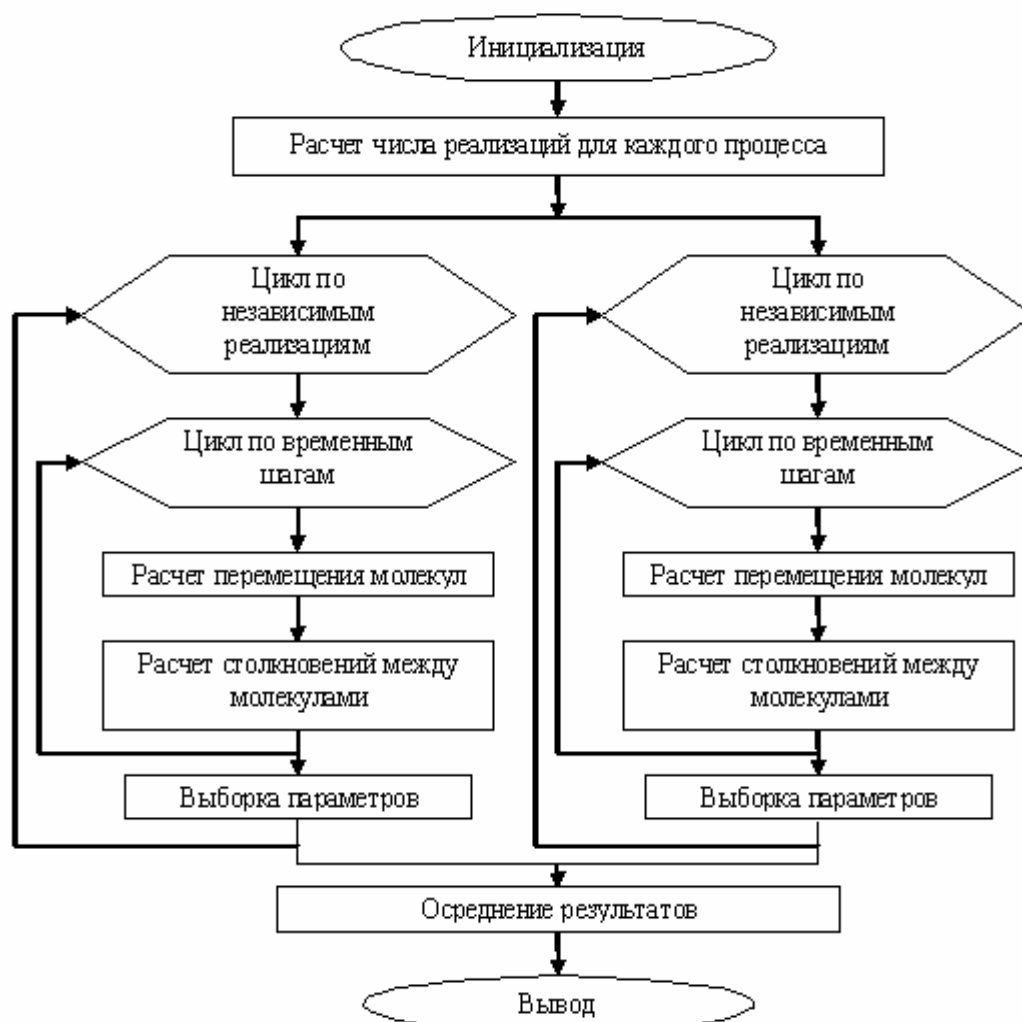 Инициализация
Расчет числа реализаций для каждого процесса
Цикл по
независимым
реализациям
Цикл по
независимым
реализациям
Цикл по временным
шагам
Цикл по временным
шагам
Расчет перемещения молекул
Расчет перемещения молекул
Расчет столкновений между
молекулами
Расчет столкновений между
молекулами
Выборка параметров
Выборка параметров
Осреднение результатов
Вывод